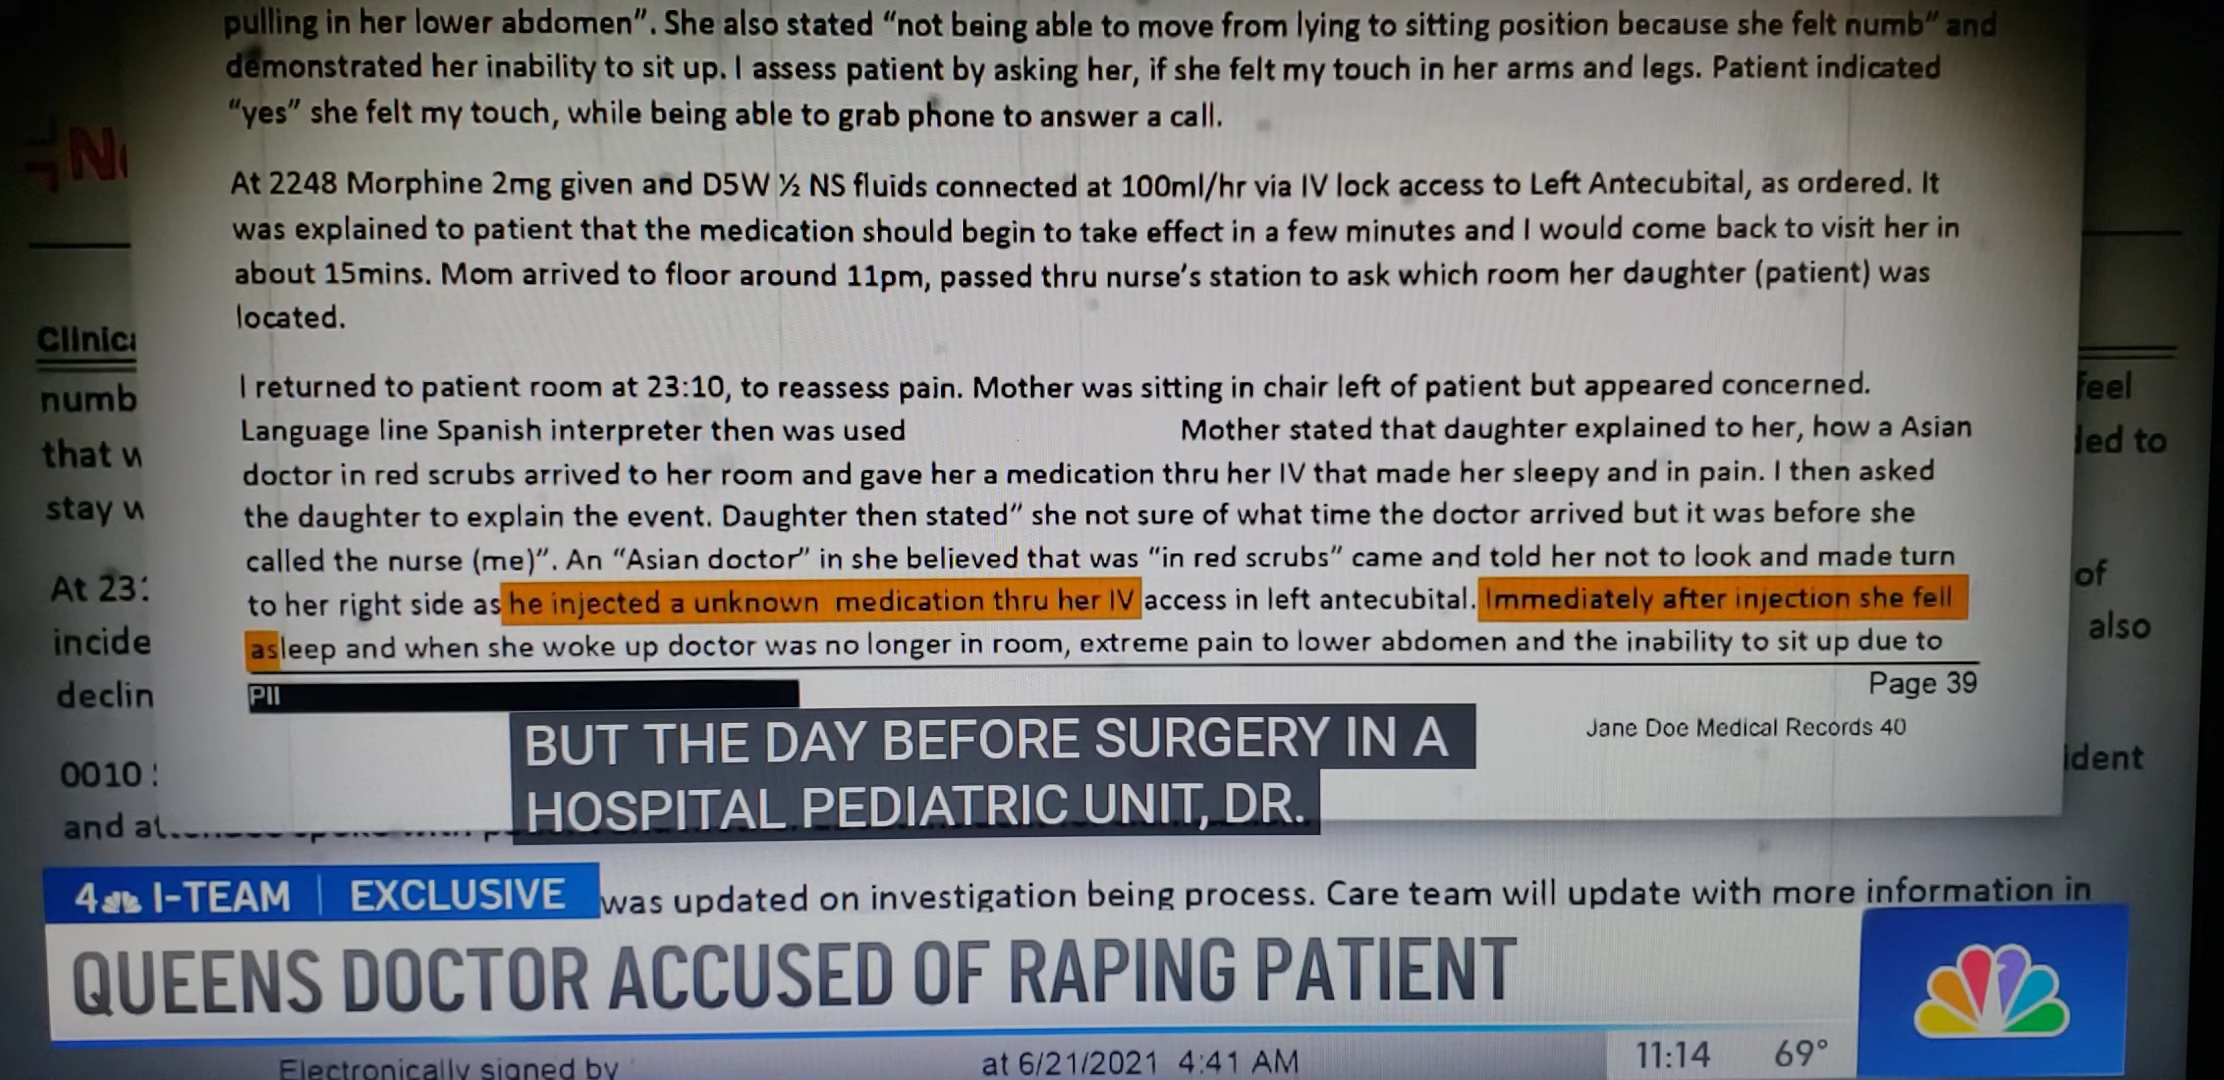 pulling in her lower abdomen". She also stated "not being able to move from lying to sitting position because she felt numb" and
demonstrated her inability to sit up. I assess patient by asking her, if she felt my touch in her arms and legs. Patient indicated
"yes" she felt my touch, while being able to grab phone to answer a call.
At 2248 Morphine 2mg given and D5W ½ NS fluids connected at 100ml/hr via IV lock access to Left Antecubital, as ordered. It
was explained to patient that the medication should begin to take effect in a few minutes and I would come back to visit her in
about 15mins. Mom arrived to floor around 11pm, passed thru nurse's station to ask which room her daughter (patient) was
located.
I returned to patient room at 23:10, to reassess pain. Mother was sitting in chair left of patient but appeared concerned.
Language line Spanish interpreter then was used Mother stated that daughter explained to her, how a Asian
doctor in red scrubs arrived to her room and gave her a medication thru her IV that made her sleepy and in pain. I then asked
the daughter to explain the event. Daughter then stated" she not sure of what time the doctor arrived but it was before she
called the nurse (me)". An "Asian doctor" in she believed that was "in red scrubs" came and told her not to look and made turn
to her right side as he injected a unknown medication thru her IV access in left antecubital. Immediately after injection she fell
asleep and when she woke up doctor was no longer in room, extreme pain to lower abdomen and the inability to sit up due to
PII
Page 39
Jane Doe Medical Records 40
numb
feel
that
stay
At 23:
of
incide
also
declin
0010
ident
and at
BUT THE DAY BEFORE SURGERY IN A
HOSPITAL PEDIATRIC UNIT, DR.
4 I-TEAM | EXCLUSIVE
was updated on investigation being process. Care team will update with more information in
QUEENS DOCTOR ACCUSED OF RAPING PATIENT
Electronically signed by at 6/21/2021 4:41 AM
11:14 69°